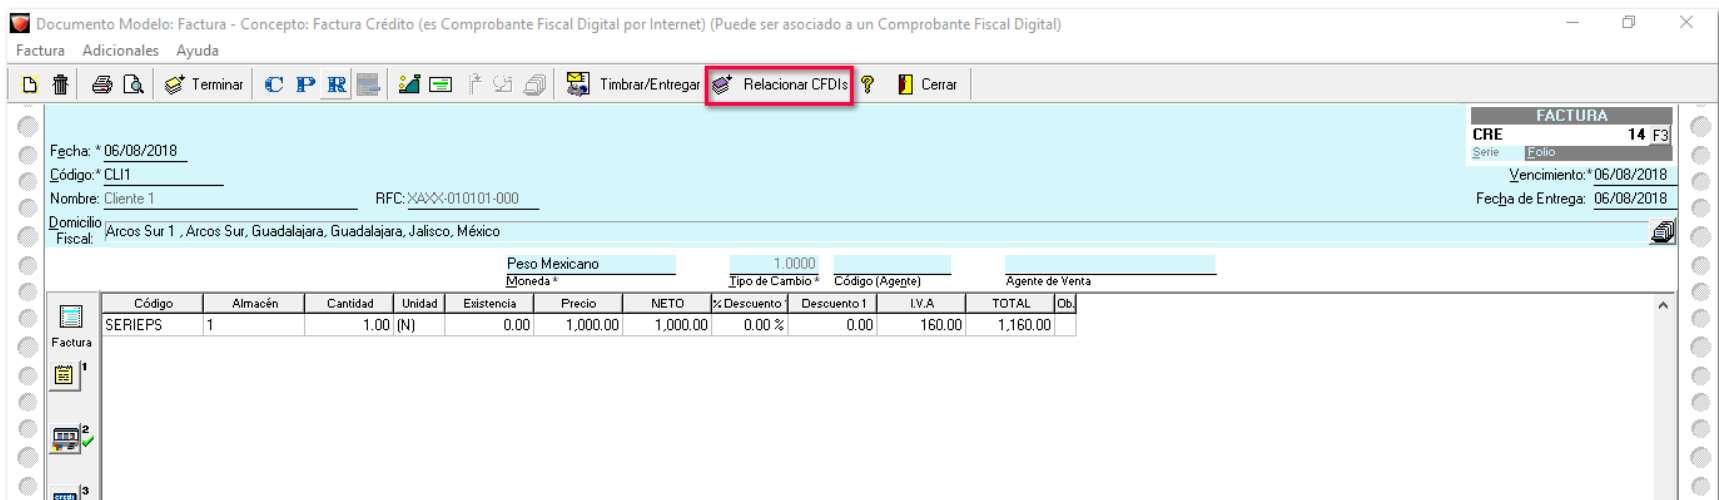 Documento Modelo: Factura - Concepto: Factura Crédito (es Comprobante Fiscal Digital por Internet) (Puede ser asociado a un Comprobante Fiscal Digital)
Factura Adicionales Ayuda
Terminar C P R Timbrar/Entregar Relacionar CFDIs ? Cerrar
FACTURA
CRE 14 F3
Serie Folio
Fecha: * 06/08/2018
Código:* CLI1
Vencimiento:* 06/08/2018
Nombre: Cliente 1 RFC: XAXX-010101-000
Fecha de Entrega: 06/08/2018
Domicilio Fiscal: Arcos Sur 1 , Arcos Sur, Guadalajara, Guadalajara, Jalisco, México
Peso Mexicano 1.0000
Moneda * Tipo de Cambio * Código (Agente) Agente de Venta
Código Almacén Cantidad Unidad Existencia Precio NETO % Descuento 1 Descuento 1 I.V.A TOTAL Ob.
SERIEPS 1 1.00 (N) 0.00 1,000.00 1,000.00 0.00 % 0.00 160.00 1,160.00
Factura
1
2
3